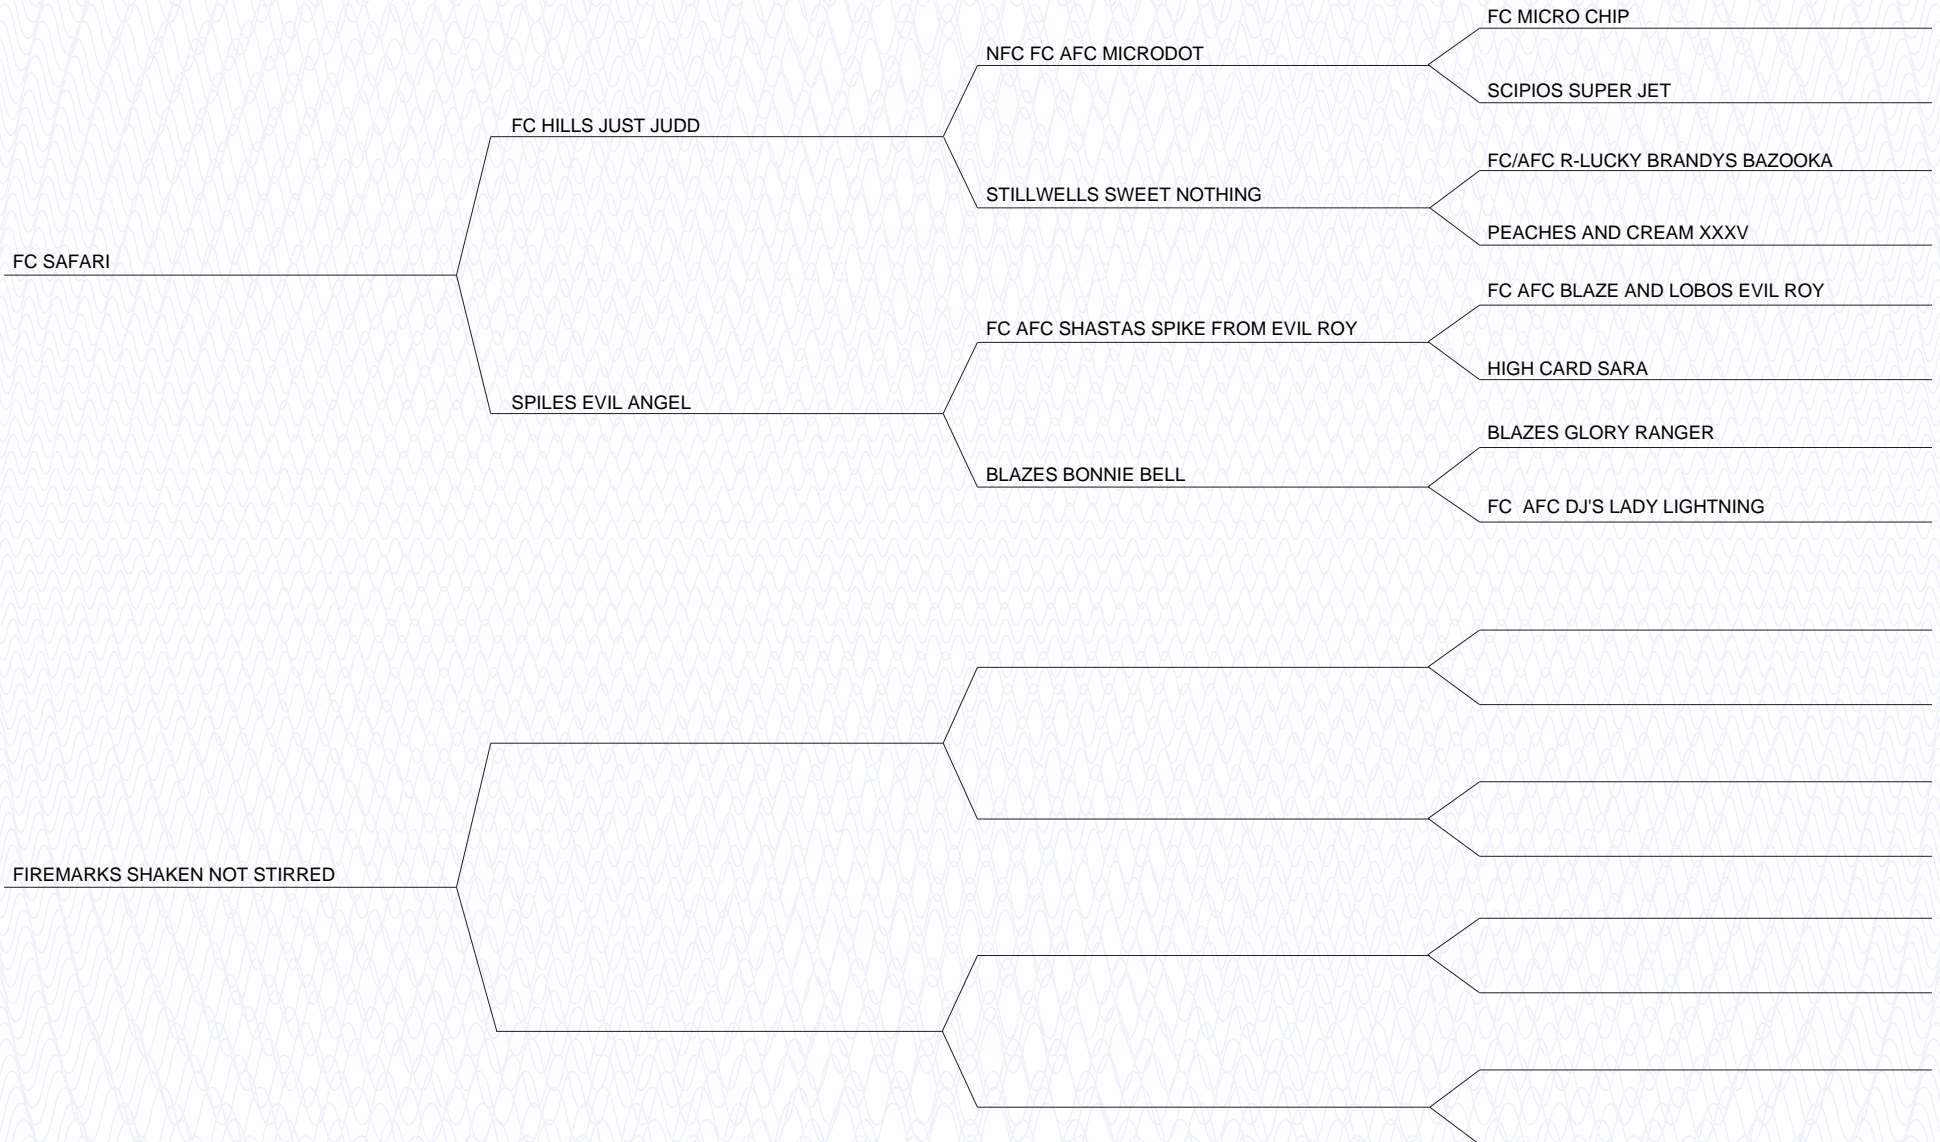 FC MICRO CHIP
NFC FC AFC MICRODOT
SCIPIOS SUPER JET
FC HILLS JUST JUDD
FC/AFC R-LUCKY BRANDYS BAZOOKA
STILLWELLS SWEET NOTHING
PEACHES AND CREAM XXXV
FC SAFARI
FC AFC BLAZE AND LOBOS EVIL ROY
FC AFC SHASTAS SPIKE FROM EVIL ROY
HIGH CARD SARA
SPILES EVIL ANGEL
BLAZES GLORY RANGER
BLAZES BONNIE BELL
FC  AFC DJ'S LADY LIGHTNING
FIREMARKS SHAKEN NOT STIRRED